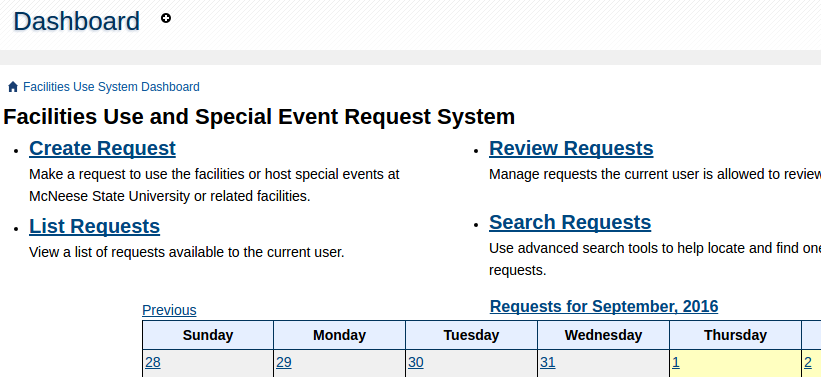 Dashboard
Facilities Use System Dashboard
Facilities Use and Special Event Request System
Create Request
Make a request to use the facilities or host special events at
McNeese State University or related facilities.
List Requests
View a list of requests available to the current user.
Review Requests
Manage requests the current user is allowed to review
Search Requests
Use advanced search tools to help locate and find one
requests.
Previous
Requests for September, 2016
Sunday Monday Tuesday Wednesday Thursday
28 29 30 31 1 2